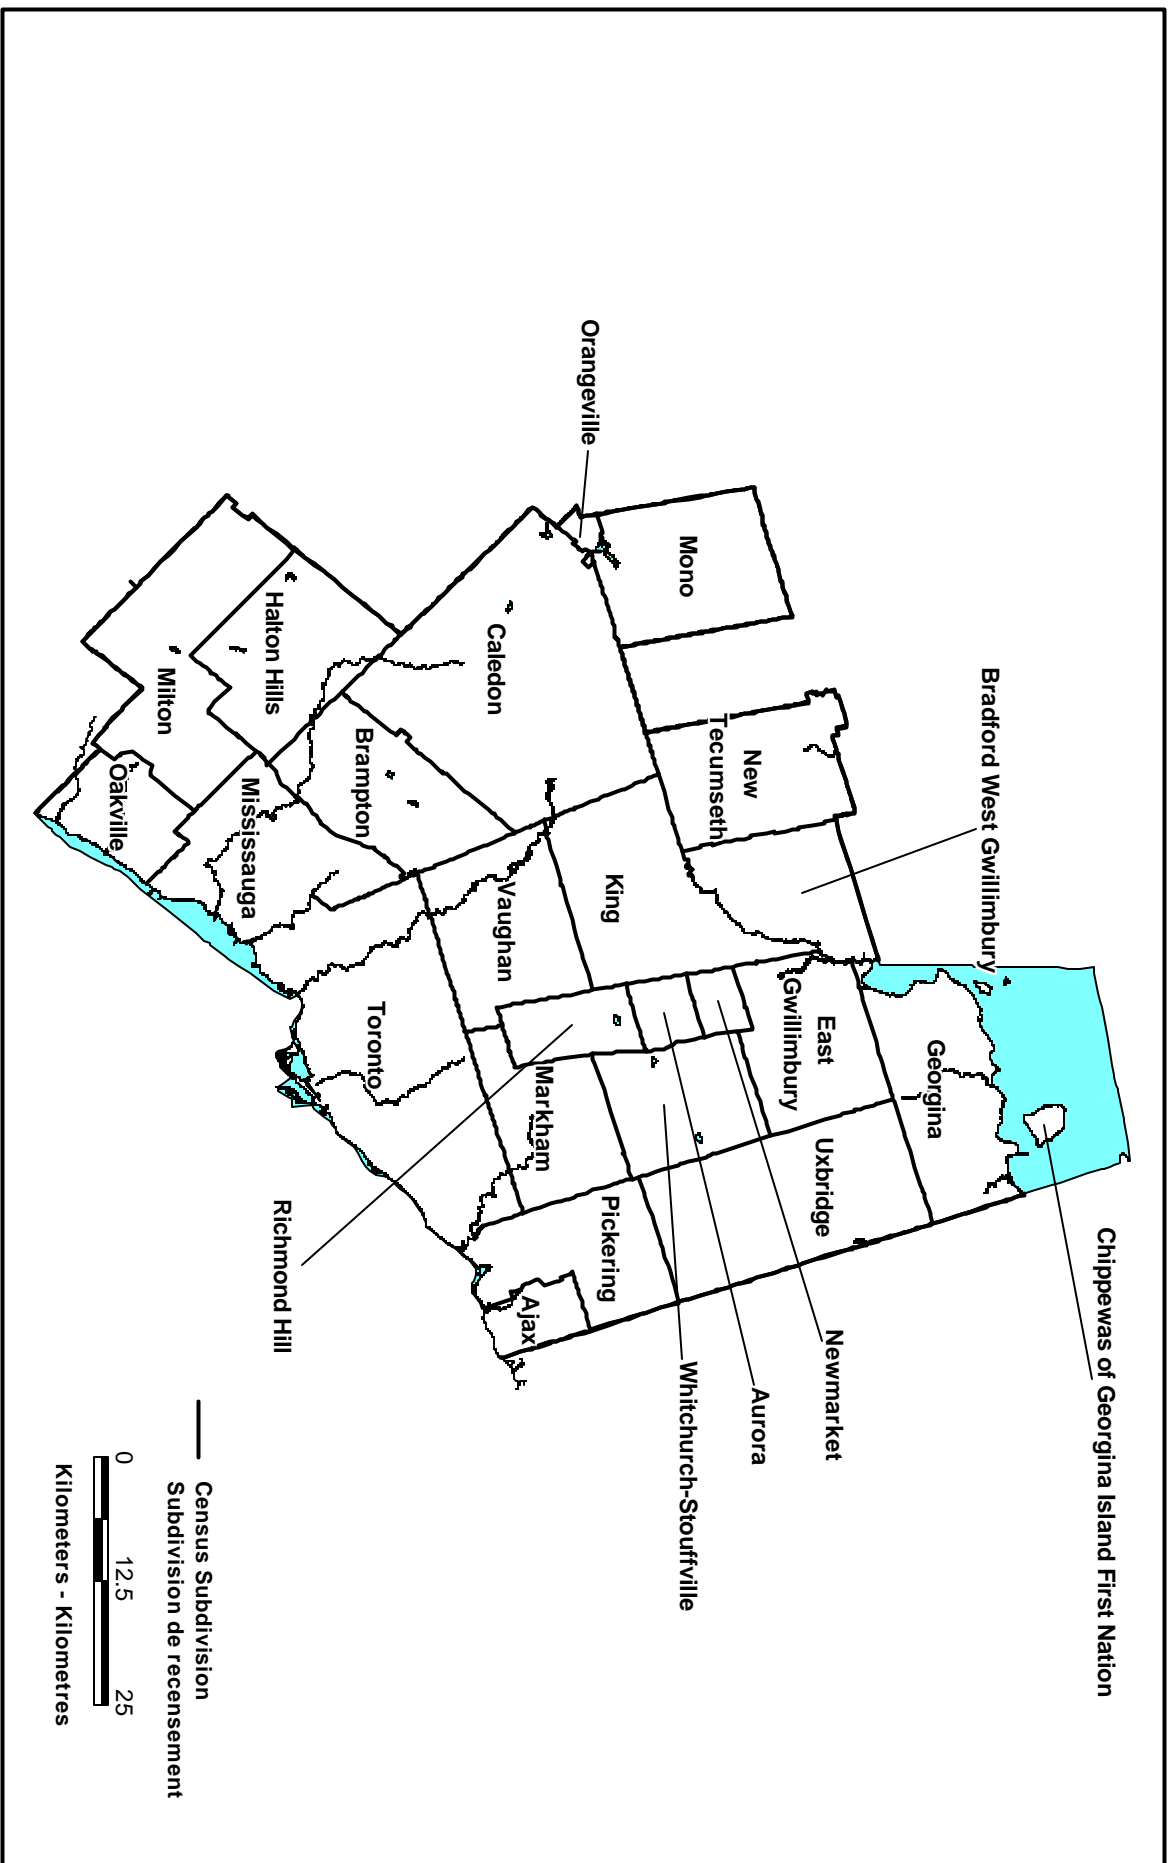 Chippewas of Georgina Island First Nation
Bradford West Gwillimbury
Georgina
East
Gwillimbury
Newmarket
Uxbridge
Aurora
New
Tecumseth
Mono
Whitchurch-Stouffville
King
Pickering
Orangeville
Markham
Ajax
Vaughan
Caledon
Toronto
Brampton
Richmond Hill
Halton Hills
Mississauga
Milton
Oakville
Census Subdivision
Subdivision de recensement
0 12.5 25
Kilometers - Kilometres